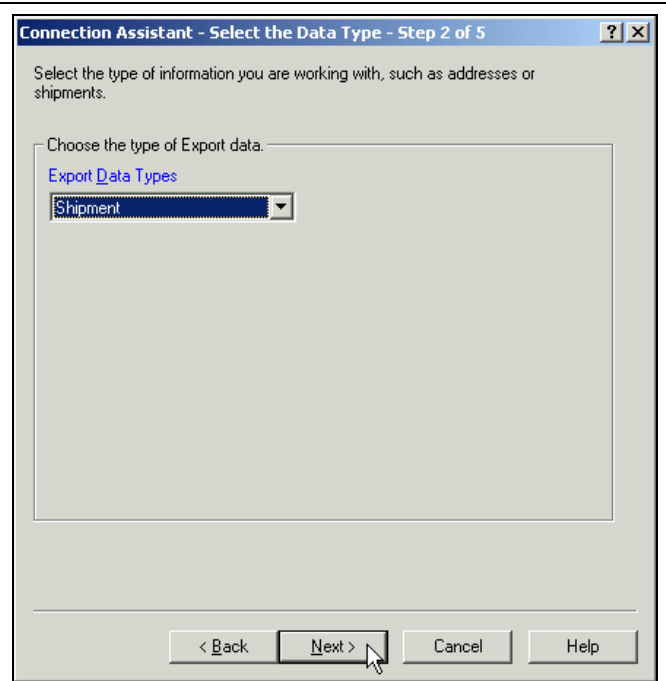 Connection Assistant - Select the Data Type - Step 2 of 5
Select the type of information you are working with, such as addresses or
shipments.
Choose the type of Export data.
Export Data Types
Shipment
< Back Next > Cancel Help